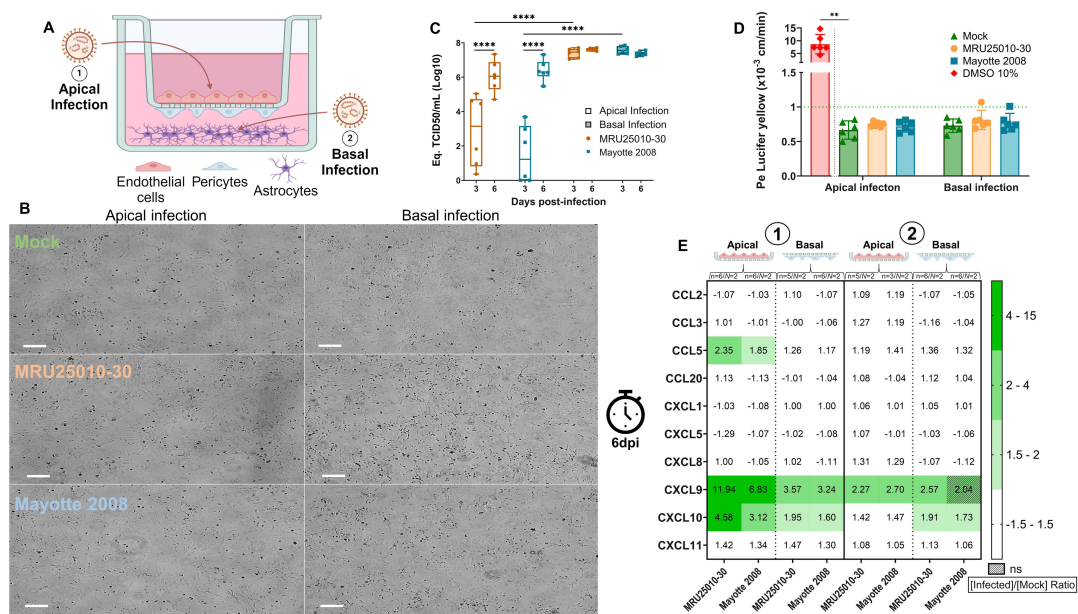 A
1
Apical
Infection
2
Basal
Infection
Endothelial
cells
Pericytes
Astrocytes
B
Apical infection
Basal infection
Mock
MRU25010-30
Mayotte 2008
C
****
****
****
****
Eq. TCID50/mL (Log10)
8
6
4
2
0
Apical Infection
Basal Infection
MRU25010-30
Mayotte 2008
3 6 3 6 3 6 3 6
Days post-infection
D
**
Pe Lucifer yellow (x10⁻³ cm/min)
15
10
5
1.5
1
0.5
0.0
Mock
MRU25010-30
Mayotte 2008
DMSO 10%
Apical infecton
Basal infection
E
1
2
Apical Basal Apical Basal
n=6/N=2 n=6/N=2 n=5/N=2 n=6/N=2 n=5/N=2 n=3/N=2 n=6/N=2 n=6/N=2
6dpi
CCL2 -1.07 -1.03 1.10 -1.07 1.09 1.19 -1.07 -1.05
CCL3 1.01 -1.01 -1.00 -1.06 1.27 1.19 -1.16 -1.04
CCL5 2.35 1.85 1.26 1.17 1.19 1.41 1.36 1.32
CCL20 1.13 -1.13 -1.01 -1.04 1.08 -1.04 1.12 1.04
CXCL1 -1.03 -1.08 1.00 1.00 1.06 1.01 1.05 1.01
CXCL5 -1.29 -1.07 -1.02 -1.08 1.07 -1.01 -1.03 -1.06
CXCL8 1.00 -1.05 1.02 -1.11 1.31 1.29 -1.07 -1.12
CXCL9 11.94 6.83 3.57 3.24 2.27 2.70 2.57 2.04
CXCL10 4.58 3.12 1.95 1.60 1.42 1.47 1.91 1.73
CXCL11 1.42 1.34 1.47 1.30 1.08 1.05 1.13 1.06
MRU25010-30 Mayotte 2008 MRU25010-30 Mayotte 2008 MRU25010-30 Mayotte 2008 MRU25010-30 Mayotte 2008
4 - 15
2 - 4
1.5 - 2
-1.5 - 1.5
ns
[Infected]/[Mock] Ratio